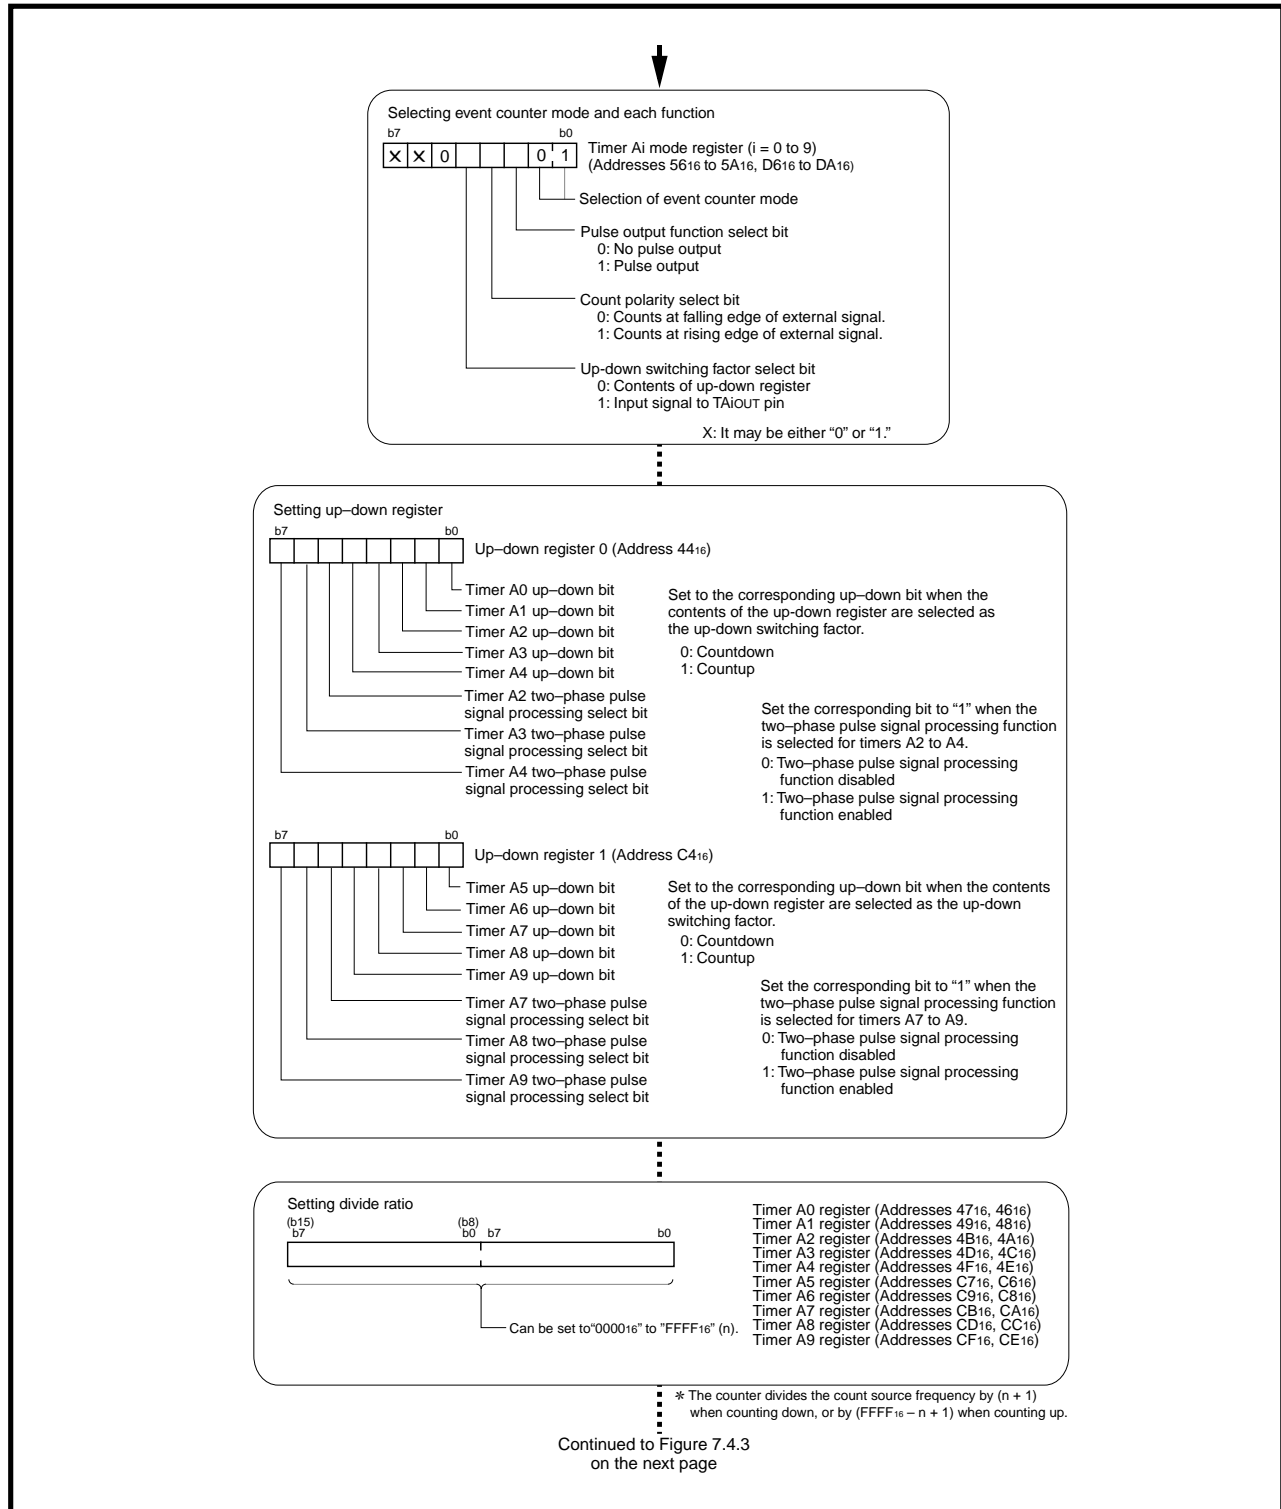 Selecting event counter mode and each function
b7 b0
X X 0 0 1
Timer Ai mode register (i = 0 to 9)
(Addresses 5616 to 5A16, D616 to DA16)
Selection of event counter mode
Pulse output function select bit
0: No pulse output
1: Pulse output
Count polarity select bit
0: Counts at falling edge of external signal.
1: Counts at rising edge of external signal.
Up-down switching factor select bit
0: Contents of up-down register
1: Input signal to TAiOUT pin
X: It may be either “0” or “1.”
Setting up–down register
b7 b0
Up–down register 0 (Address 4416)
Timer A0 up–down bit
Timer A1 up–down bit
Timer A2 up–down bit
Timer A3 up–down bit
Timer A4 up–down bit
Timer A2 two–phase pulse
signal processing select bit
Timer A3 two–phase pulse
signal processing select bit
Timer A4 two–phase pulse
signal processing select bit
Set to the corresponding up–down bit when the
contents of the up-down register are selected as
the up-down switching factor.
0: Countdown
1: Countup
Set the corresponding bit to “1” when the
two–phase pulse signal processing function
is selected for timers A2 to A4.
0: Two–phase pulse signal processing
function disabled
1: Two–phase pulse signal processing
function enabled
b7 b0
Up–down register 1 (Address C416)
Timer A5 up–down bit
Timer A6 up–down bit
Timer A7 up–down bit
Timer A8 up–down bit
Timer A9 up–down bit
Timer A7 two–phase pulse
signal processing select bit
Timer A8 two–phase pulse
signal processing select bit
Timer A9 two–phase pulse
signal processing select bit
Set to the corresponding up–down bit when the contents
of the up-down register are selected as the up-down
switching factor.
0: Countdown
1: Countup
Set the corresponding bit to “1” when the
two–phase pulse signal processing function
is selected for timers A7 to A9.
0: Two–phase pulse signal processing
function disabled
1: Two–phase pulse signal processing
function enabled
Setting divide ratio
(b15) (b8)
b7 b0 b7 b0
Can be set to“000016” to ”FFFF16” (n).
Timer A0 register (Addresses 4716, 4616)
Timer A1 register (Addresses 4916, 4816)
Timer A2 register (Addresses 4B16, 4A16)
Timer A3 register (Addresses 4D16, 4C16)
Timer A4 register (Addresses 4F16, 4E16)
Timer A5 register (Addresses C716, C616)
Timer A6 register (Addresses C916, C816)
Timer A7 register (Addresses CB16, CA16)
Timer A8 register (Addresses CD16, CC16)
Timer A9 register (Addresses CF16, CE16)
* The counter divides the count source frequency by (n + 1)
when counting down, or by (FFFF16 – n + 1) when counting up.
Continued to Figure 7.4.3
on the next page